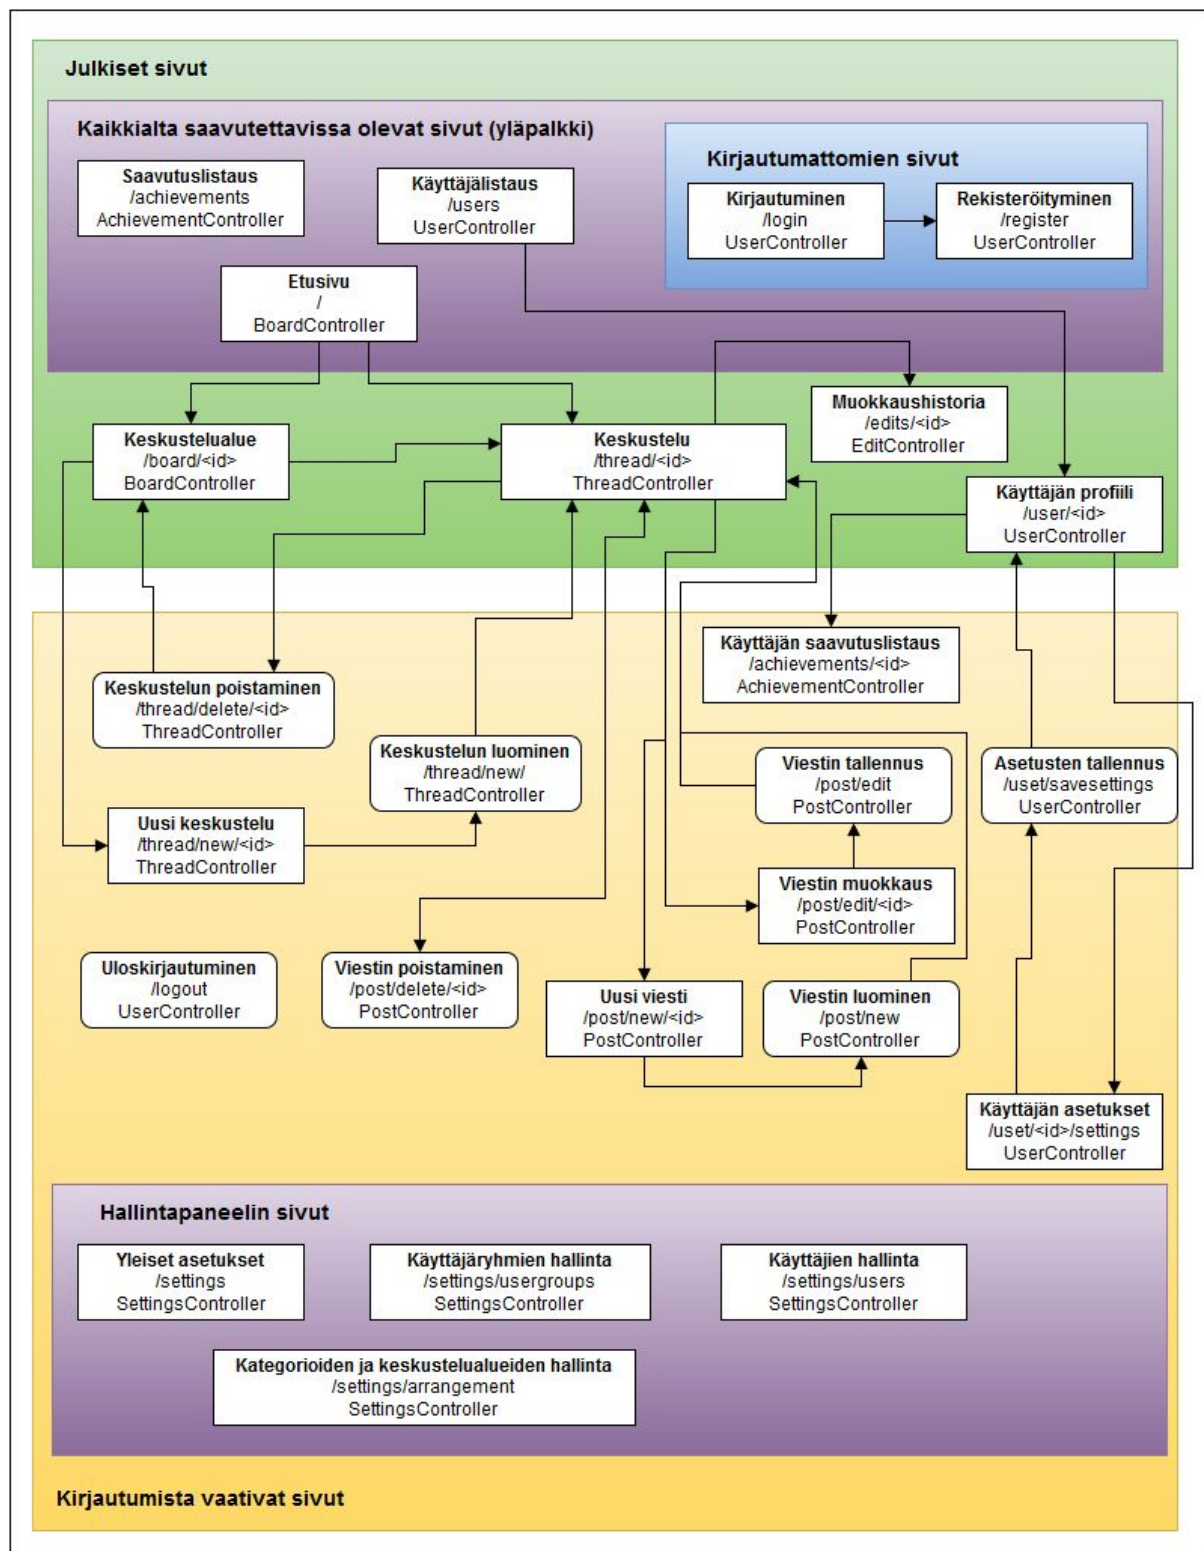 Julkiset sivut
Kaikkialta saavutettavissa olevat sivut (yläpalkki)
Saavutuslistaus
/achievements
AchievementController
Käyttäjälistaus
/users
UserController
Kirjautumattomien sivut
Kirjautuminen
/login
UserController
Rekisteröityminen
/register
UserController
Etusivu
/
BoardController
Muokkaushistoria
/edits/<id>
EditController
Keskustelualue
/board/<id>
BoardController
Keskustelu
/thread/<id>
ThreadController
Käyttäjän profiili
/user/<id>
UserController
Käyttäjän saavutuslistaus
/achievements/<id>
AchievementController
Keskustelun poistaminen
/thread/delete/<id>
ThreadController
Keskustelun luominen
/thread/new/
ThreadController
Viestin tallennus
/post/edit
PostController
Asetusten tallennus
/uset/savesettings
UserController
Uusi keskustelu
/thread/new/<id>
ThreadController
Viestin muokkaus
/post/edit/<id>
PostController
Uloskirjautuminen
/logout
UserController
Viestin poistaminen
/post/delete/<id>
PostController
Uusi viesti
/post/new/<id>
PostController
Viestin luominen
/post/new
PostController
Käyttäjän asetukset
/uset/<id>/settings
UserController
Hallintapaneelin sivut
Yleiset asetukset
/settings
SettingsController
Käyttäjäryhmien hallinta
/settings/usergroups
SettingsController
Käyttäjien hallinta
/settings/users
SettingsController
Kategorioiden ja keskustelualueiden hallinta
/settings/arrangement
SettingsController
Kirjautumista vaativat sivut